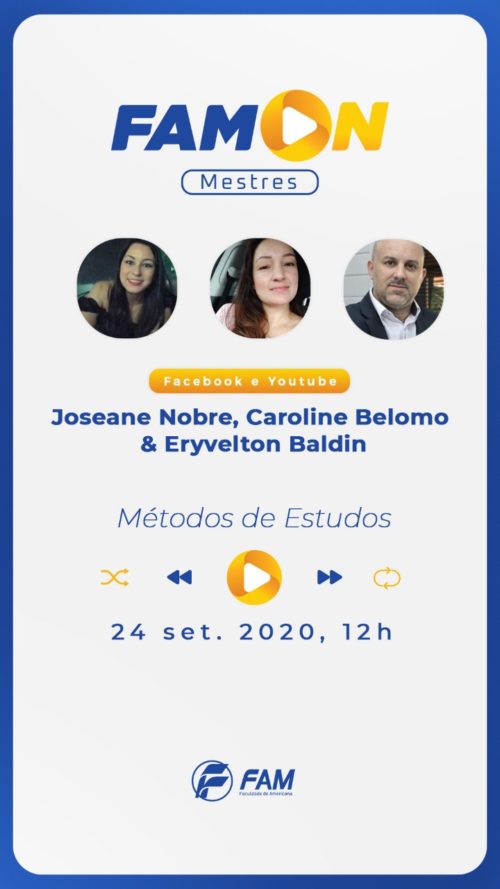 FAMON
Mestres
Facebook e Youtube
Joseane Nobre, Caroline Belomo
& Eryvelton Baldin
Métodos de Estudos
24 set. 2020, 12h
FAM
Faculdade de Americana